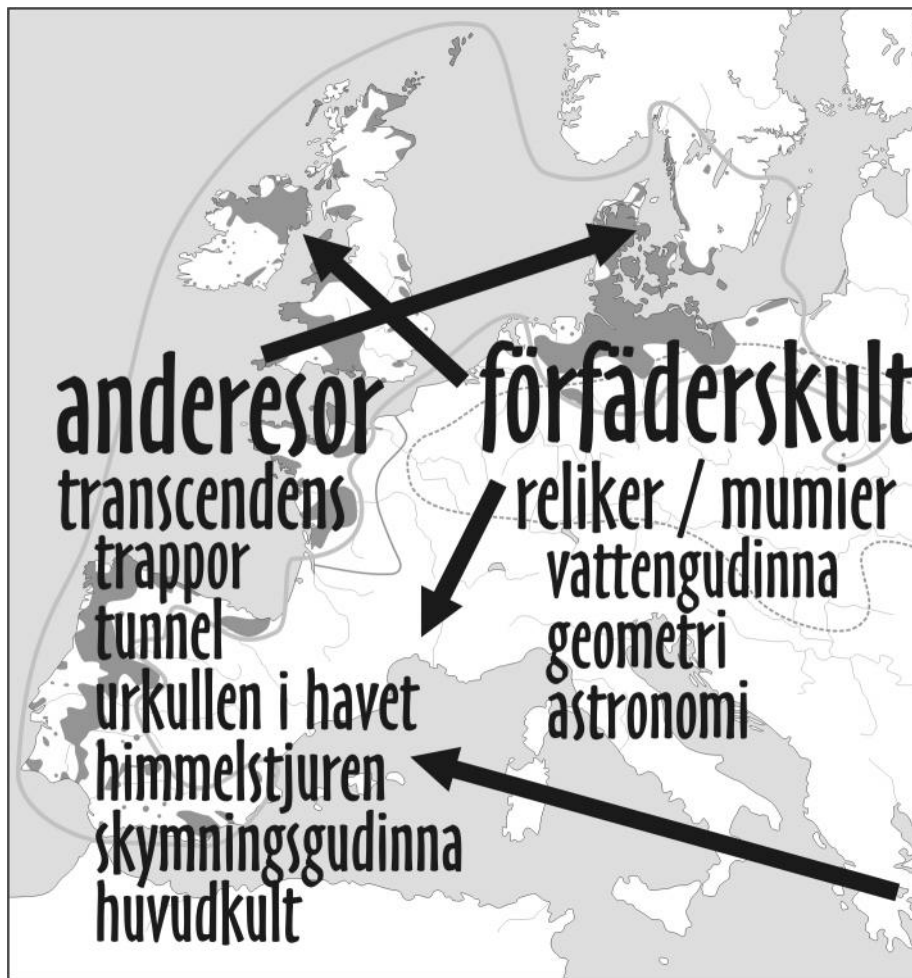 anderesor
transcendens
trappor
tunnel
urkullen i havet
himmelstjuren
skymningsgudinna
huvudkult
förfäderskult
reliker / mumier
vattengudinna
geometri
astronomi